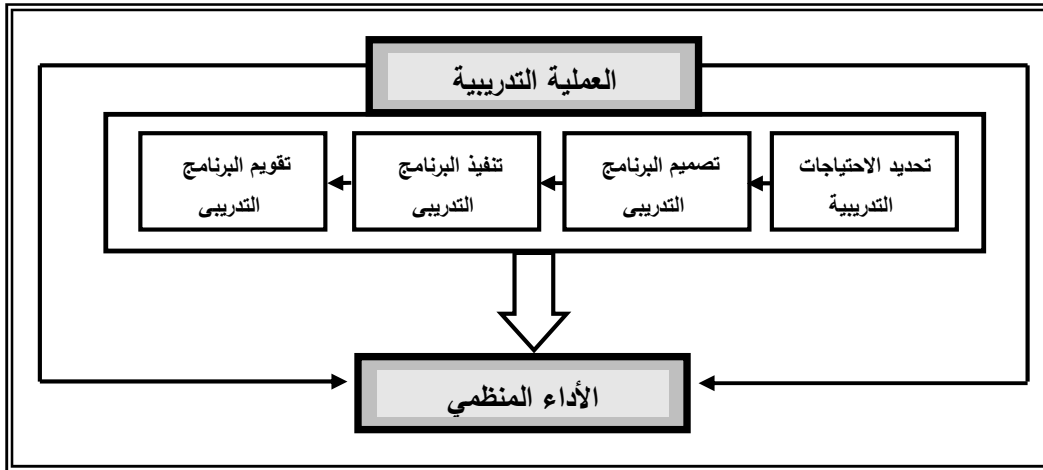 العملية التدريبية
تحديد الاحتياجات
التدريبية
تصميم البرنامج
التدريبى
تنفيذ البرنامج
التدريبى
تقويم البرنامج
التدريبى
الأداء المنظمي